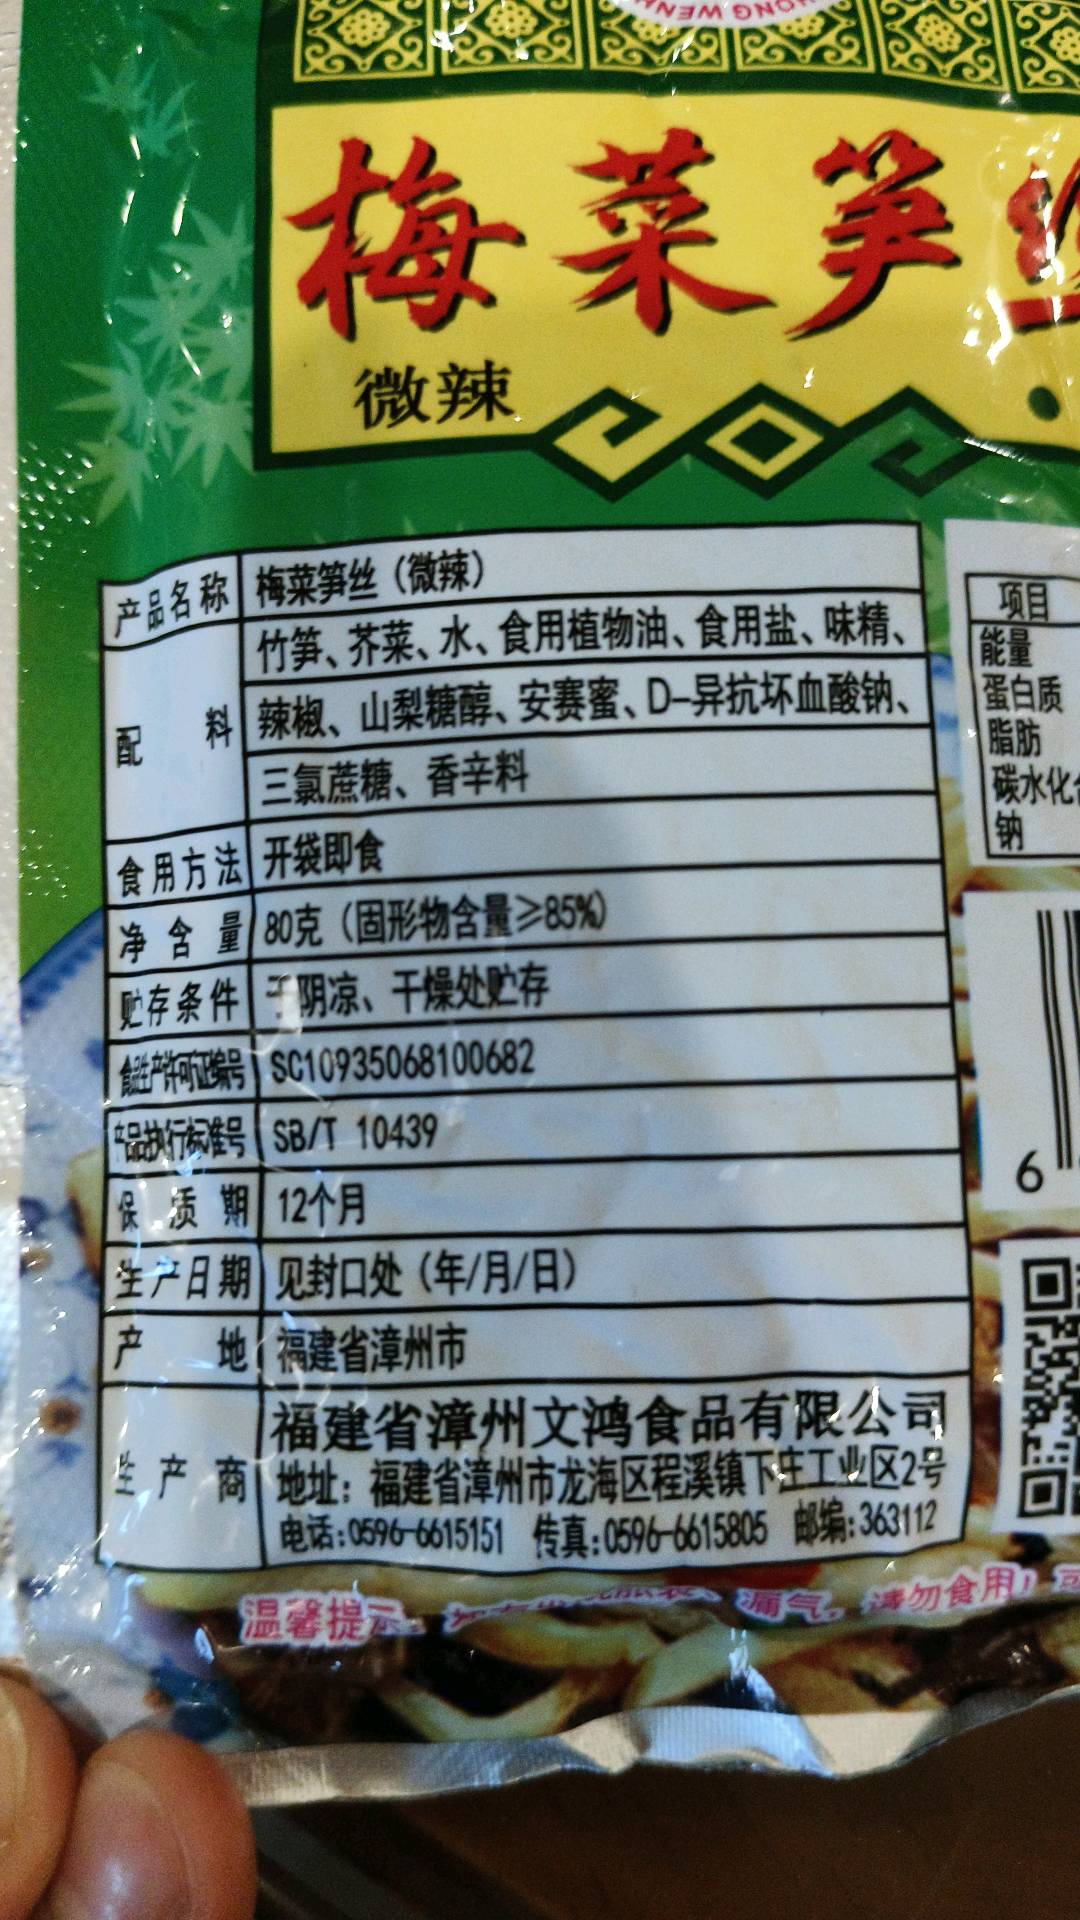 HONG WENH
梅菜笋丝
微辣
产品名称 梅菜笋丝（微辣）
配料 竹笋、芥菜、水、食用植物油、食用盐、味精、
辣椒、山梨糖醇、安赛蜜、D-异抗坏血酸钠、
三氯蔗糖、香辛料
食用方法 开袋即食
净含量 80克（固形物含量≥85%）
贮存条件 于阴凉、干燥处贮存
食品生产许可证编号 SC10935068100682
产品执行标准号 SB/T 10439
保质期 12个月
生产日期 见封口处（年/月/日）
产地 福建省漳州市
生产商 福建省漳州文鸿食品有限公司
地址：福建省漳州市龙海区程溪镇下庄工业区2号
电话:0596-6615151 传真:0596-6615805 邮编:363112
项目
能量
蛋白质
脂肪
碳水化合
钠
6
温馨提示 漏气，请勿食用！